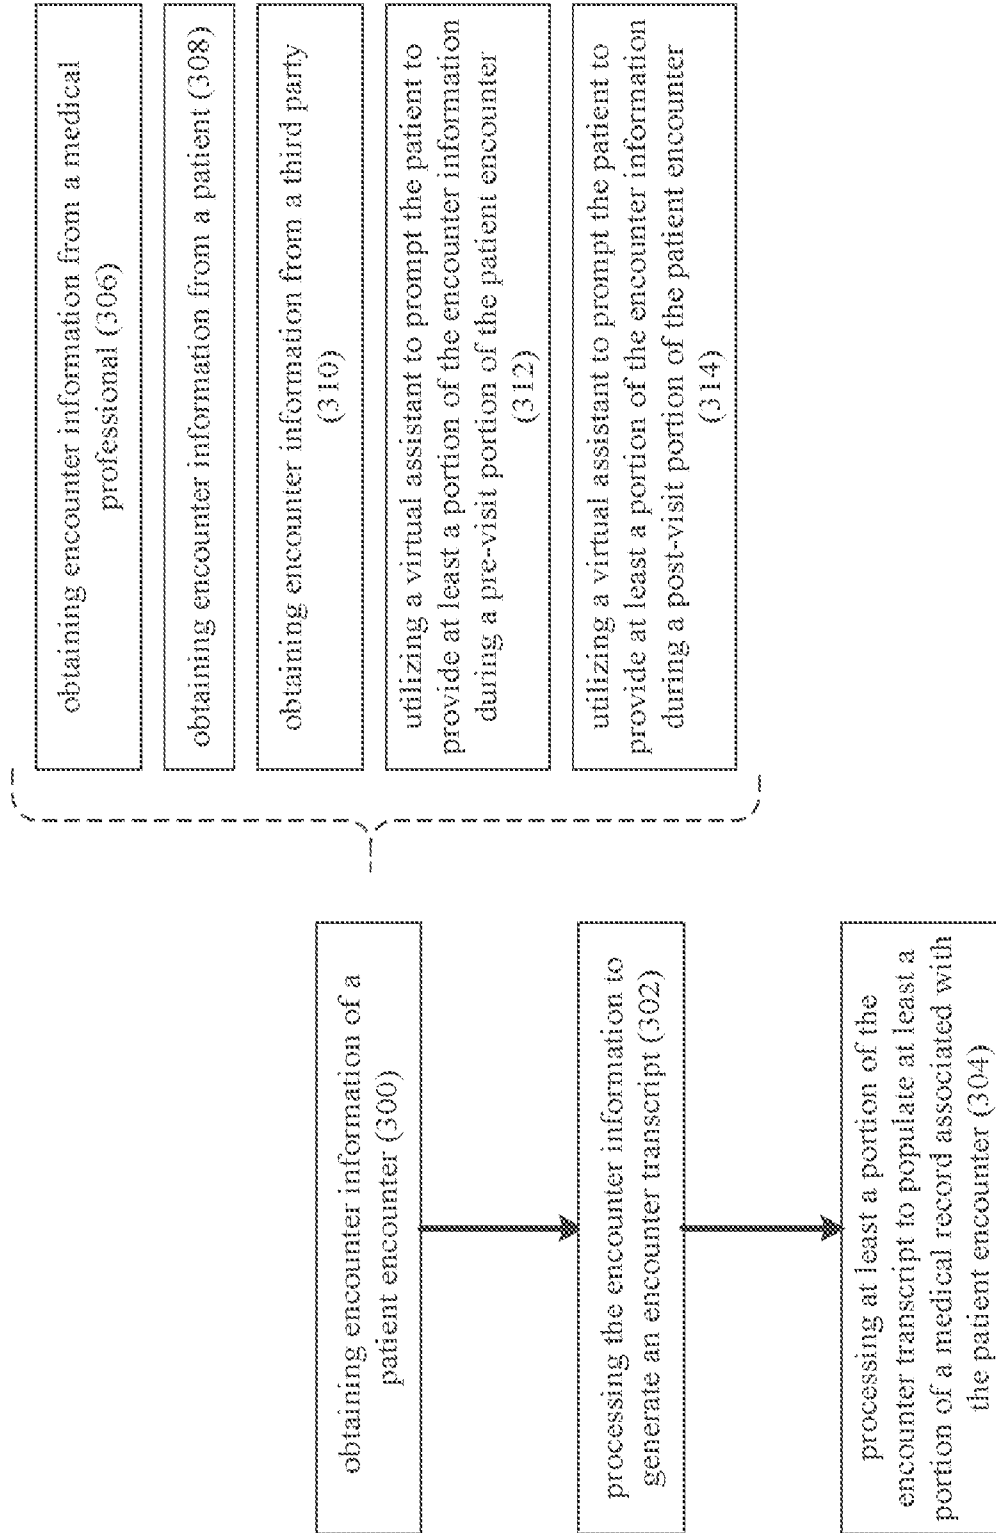 obtaining encounter information of a
patient encounter (300)
processing the encounter information to
generate an encounter transcript (302)
processing at least a portion of the
encounter transcript to populate at least a
portion of a medical record associated with
the patient encounter (304)
obtaining encounter information from a medical
professional (306)
obtaining encounter information from a patient (308)
obtaining encounter information from a third party
(310)
utilizing a virtual assistant to prompt the patient to
provide at least a portion of the encounter information
during a pre-visit portion of the patient encounter
(312)
utilizing a virtual assistant to prompt the patient to
provide at least a portion of the encounter information
during a post-visit portion of the patient encounter
(314)